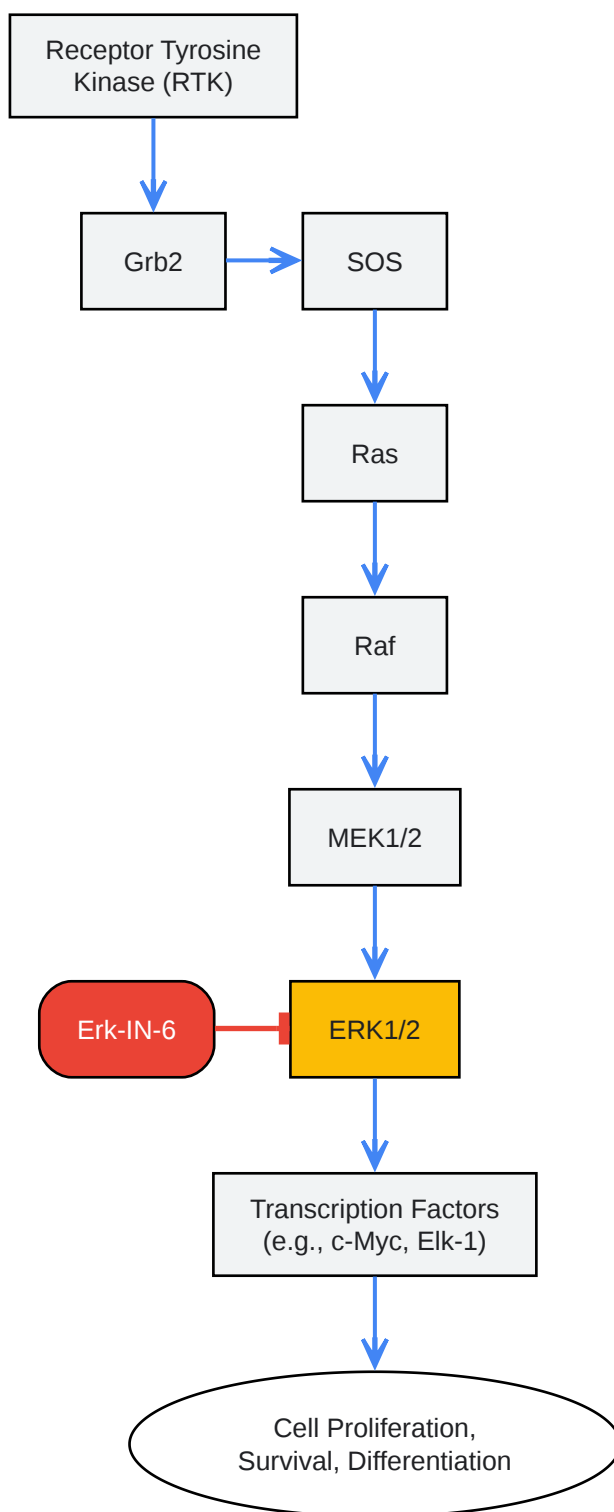 Receptor Tyrosine
Kinase (RTK)
Grb2
SOS
Ras
Raf
MEK1/2
Erk-IN-6
ERK1/2
Transcription Factors
(e.g., c-Myc, Elk-1)
Cell Proliferation,
Survival, Differentiation